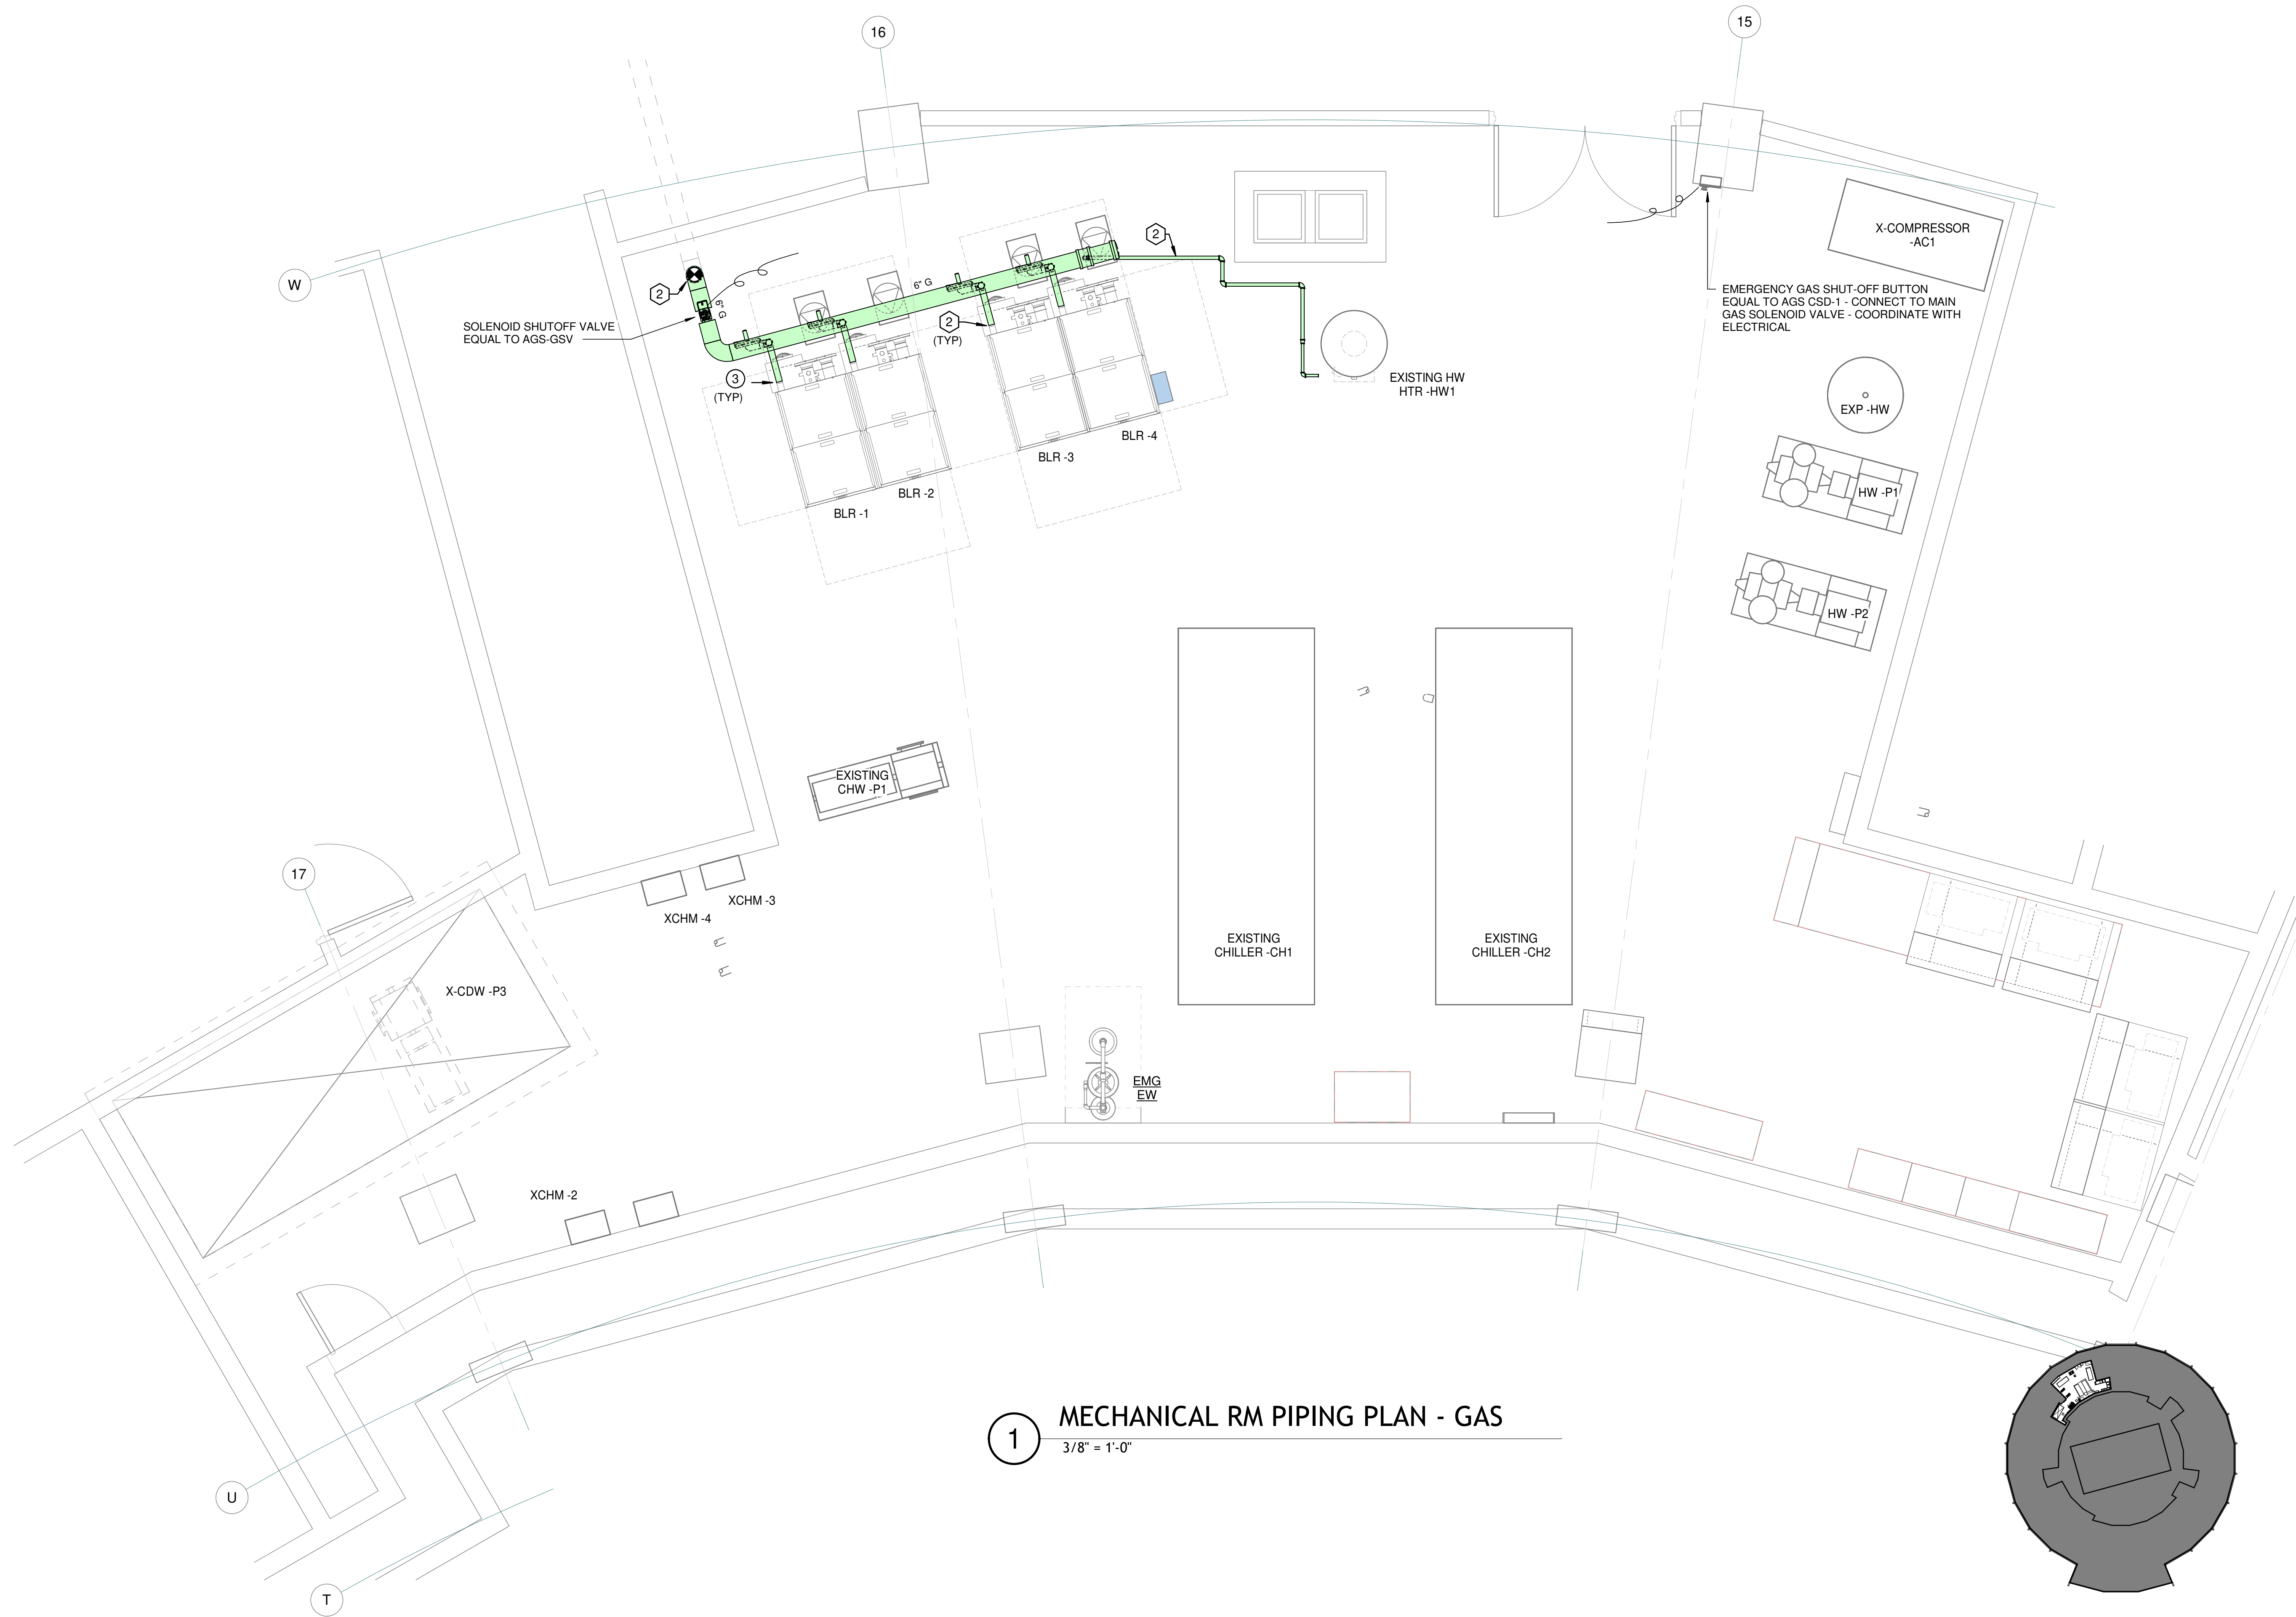 16
15
W
2
SOLENOID SHUTOFF VALVE
EQUAL TO AGS-GSV
6" G
6" G
2
2
(TYP)
3
(TYP)
BLR -1
BLR -2
BLR -3
BLR -4
EXISTING HW
HTR -HW1
X-COMPRESSOR
-AC1
EMERGENCY GAS SHUT-OFF BUTTON
EQUAL TO AGS CSD-1 - CONNECT TO MAIN
GAS SOLENOID VALVE - COORDINATE WITH
ELECTRICAL
EXP -HW
HW -P1
HW -P2
EXISTING
CHW -P1
17
XCHM -3
XCHM -4
X-CDW -P3
EXISTING
CHILLER -CH1
EXISTING
CHILLER -CH2
EMG
EW
XCHM -2
U
T
1
MECHANICAL RM PIPING PLAN - GAS
3/8" = 1'-0"